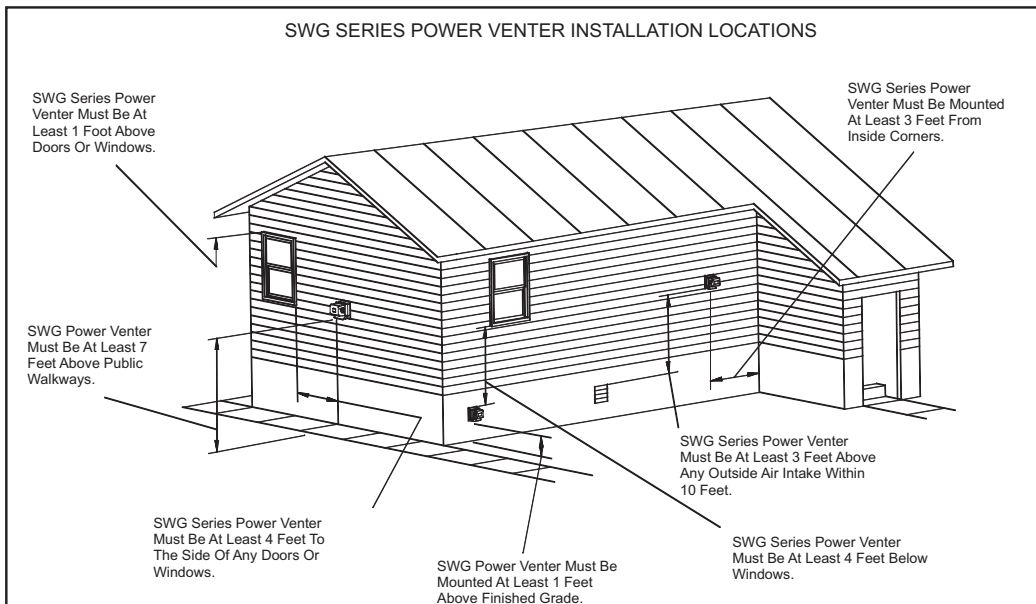 SWG SERIES POWER VENTER INSTALLATION LOCATIONS
SWG Series Power
Venter Must Be At
Least 1 Foot Above
Doors Or Windows.
SWG Series Power
Venter Must Be Mounted
At Least 3 Feet From
Inside Corners.
SWG Power Venter
Must Be At Least 7
Feet Above Public
Walkways.
SWG Series Power Venter
Must Be At Least 3 Feet Above
Any Outside Air Intake Within
10 Feet.
SWG Series Power Venter
Must Be At Least 4 Feet To
The Side Of Any Doors Or
Windows.
SWG Power Venter Must Be
Mounted At Least 1 Feet
Above Finished Grade.
SWG Series Power Venter
Must Be At Least 4 Feet Below
Windows.